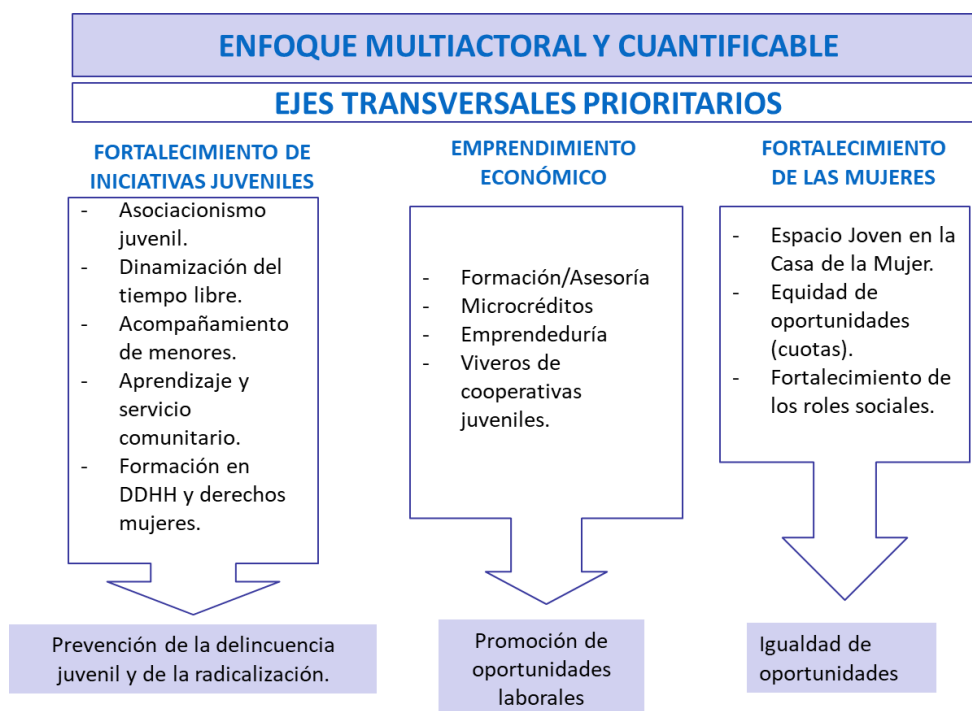 ENFOQUE MULTIACTORAL Y CUANTIFICABLE
EJES TRANSVERSALES PRIORITARIOS
FORTALECIMIENTO DE
INICIATIVAS JUVENILES
- Asociacionismo
juvenil.
- Dinamización del
tiempo libre.
- Acompañamiento
de menores.
- Aprendizaje y
servicio
comunitario.
- Formación en
DDHH y derechos
mujeres.
Prevención de la delincuencia
juvenil y de la radicalización.
EMPRENDIMIENTO
ECONÓMICO
- Formación/Asesoría
- Microcréditos
- Emprendeduría
- Viveros de
cooperativas
juveniles.
Promoción de
oportunidades
laborales
FORTALECIMIENTO
DE LAS MUJERES
- Espacio Joven en la
Casa de la Mujer.
- Equidad de
oportunidades
(cuotas).
- Fortalecimiento de
los roles sociales.
Igualdad de
oportunidades